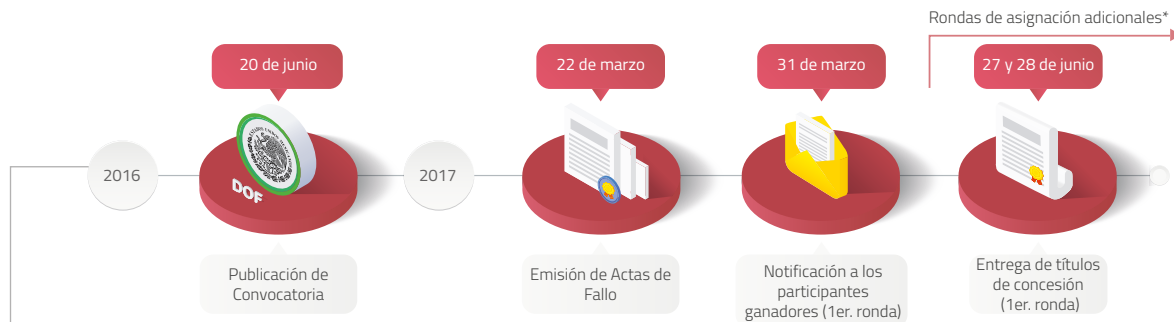 Rondas de asignación adicionales*
20 de junio
22 de marzo
31 de marzo
27 y 28 de junio
2016
DOF
2017
Publicación de
Convocatoria
Emisión de Actas de
Fallo
Notificación a los
participantes
ganadores (1er. ronda)
Entrega de títulos
de concesión
(1er. ronda)